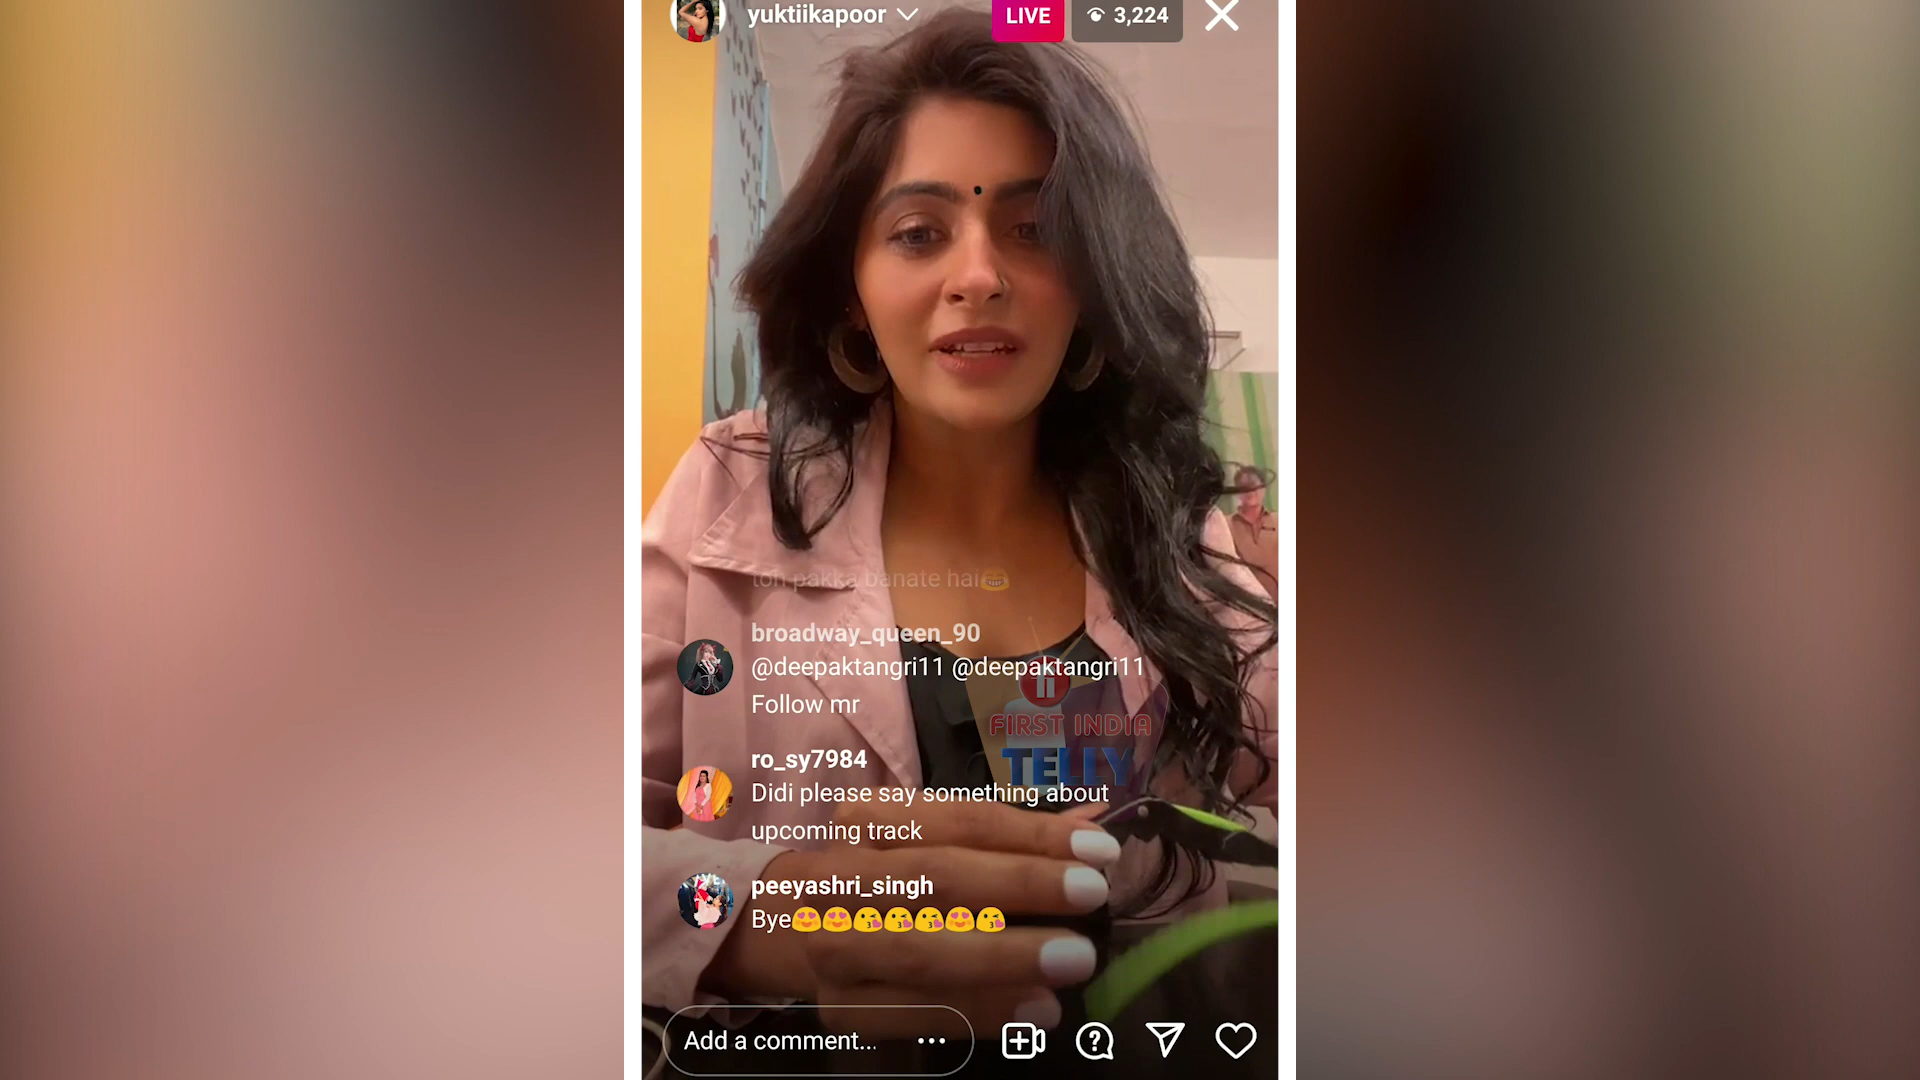 yuktiikapoor
LIVE
3,224
toh pakka banate hai😁
broadway_queen_90
@deepaktangri11 @deepaktangri11
Follow mr
Ti
FIRST INDIA
TELLY
ro_sy7984
Didi please say something about
upcoming track
peeyashri_singh
Bye😍😍😘😘😘😍😘
Add a comment...